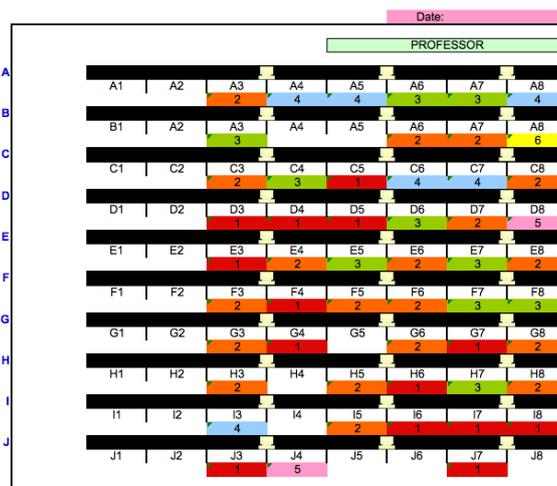 Date:
PROFESSOR
A
A1 A2 A3 A4 A5 A6 A7 A8
2 4 4 3 3 4
B
B1 A2 A3 A4 A5 A6 A7 A8
3 2 2 6
C
C1 C2 C3 C4 C5 C6 C7 C8
2 3 1 4 4 2
D
D1 D2 D3 D4 D5 D6 D7 D8
1 1 1 3 2 5
E
E1 E2 E3 E4 E5 E6 E7 E8
1 2 3 2 3 2
F
F1 F2 F3 F4 F5 F6 F7 F8
2 1 2 2 3 3
G
G1 G2 G3 G4 G5 G6 G7 G8
2 1 2 1 2
H
H1 H2 H3 H4 H5 H6 H7 H8
2 2 1 3 2
I
I1 I2 I3 I4 I5 I6 I7 I8
4 2 1 1 1
J
J1 J2 J3 J4 J5 J6 J7 J8
1 5 1